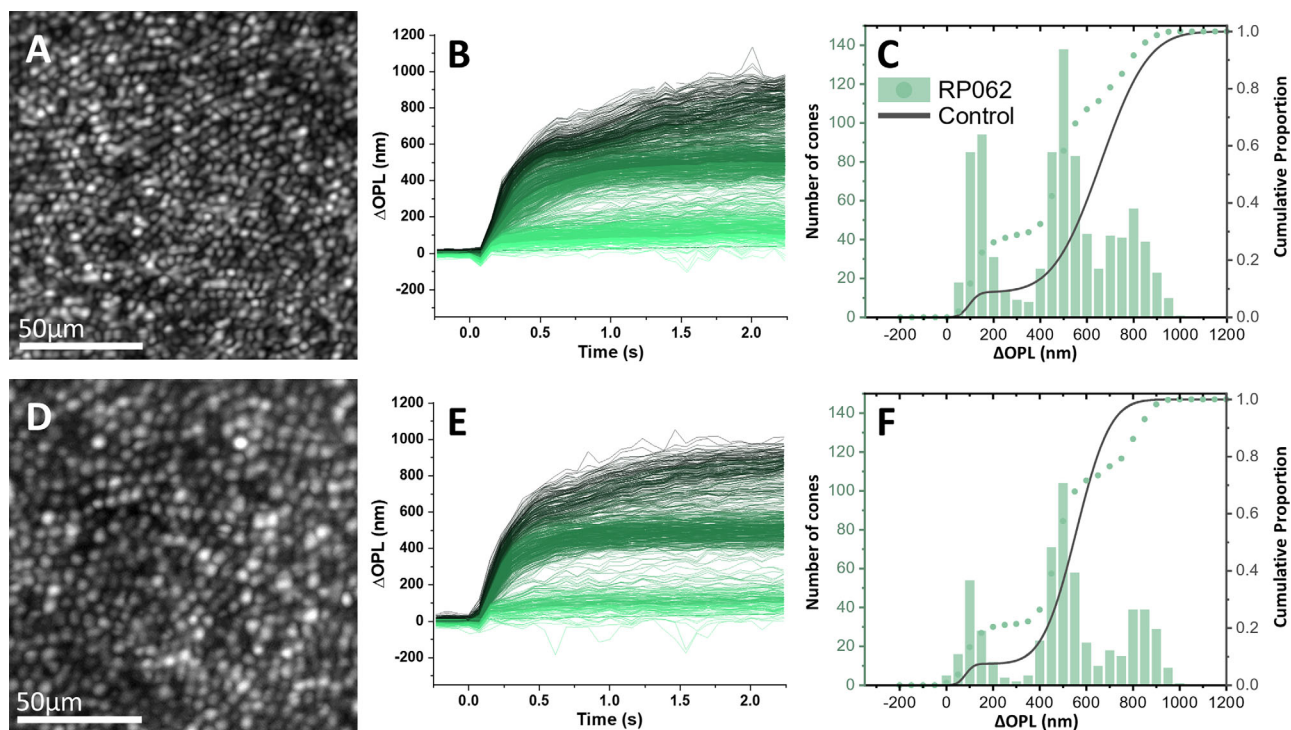 A
50µm
B
1200
1000
800
600
400
200
0
-200
ΔOPL (nm)
0.0 0.5 1.0 1.5 2.0
Time (s)
C
RP062
Control
140
120
100
80
60
40
20
0
Number of cones
1.0
0.8
0.6
0.4
0.2
0.0
Cumulative Proportion
-200 0 200 400 600 800 1000 1200
ΔOPL (nm)
D
50µm
E
1200
1000
800
600
400
200
0
-200
ΔOPL (nm)
0.0 0.5 1.0 1.5 2.0
Time (s)
F
140
120
100
80
60
40
20
0
Number of cones
1.0
0.8
0.6
0.4
0.2
0.0
Cumulative Proportion
-200 0 200 400 600 800 1000 1200
ΔOPL (nm)